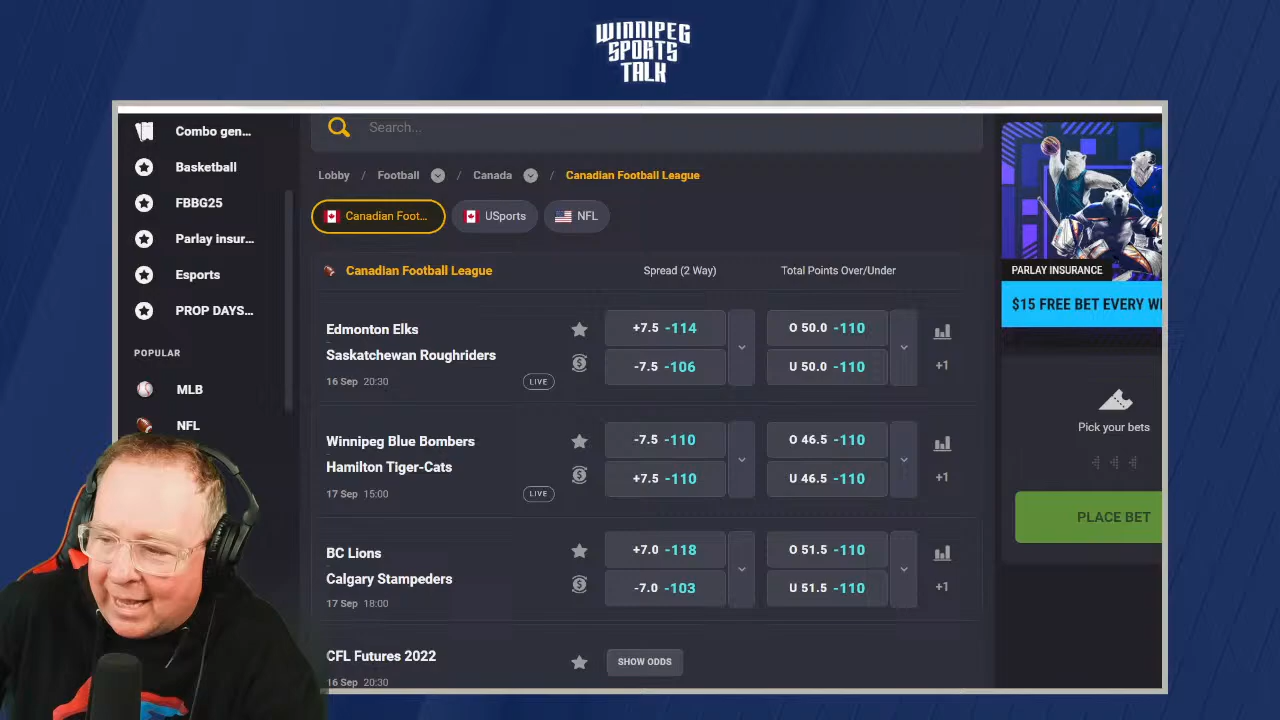 WINNIPEG
SPORTS
TALK
Combo gen...
Basketball
FBBG25
Parlay insur...
Esports
PROP DAYS...
POPULAR
MLB
NFL
Search...
Lobby / Football / Canada / Canadian Football League
Canadian Foot... USports NFL
Canadian Football League Spread (2 Way) Total Points Over/Under
Edmonton Elks +7.5 -114 O 50.0 -110
Saskatchewan Roughriders -7.5 -106 U 50.0 -110 +1
16 Sep 20:30 LIVE
Winnipeg Blue Bombers -7.5 -110 O 46.5 -110
Hamilton Tiger-Cats +7.5 -110 U 46.5 -110 +1
17 Sep 15:00 LIVE
BC Lions +7.0 -118 O 51.5 -110
Calgary Stampeders -7.0 -103 U 51.5 -110 +1
17 Sep 18:00
CFL Futures 2022 SHOW ODDS
16 Sep 20:30
PARLAY INSURANCE
$15 FREE BET EVERY W
Pick your bets
PLACE BET